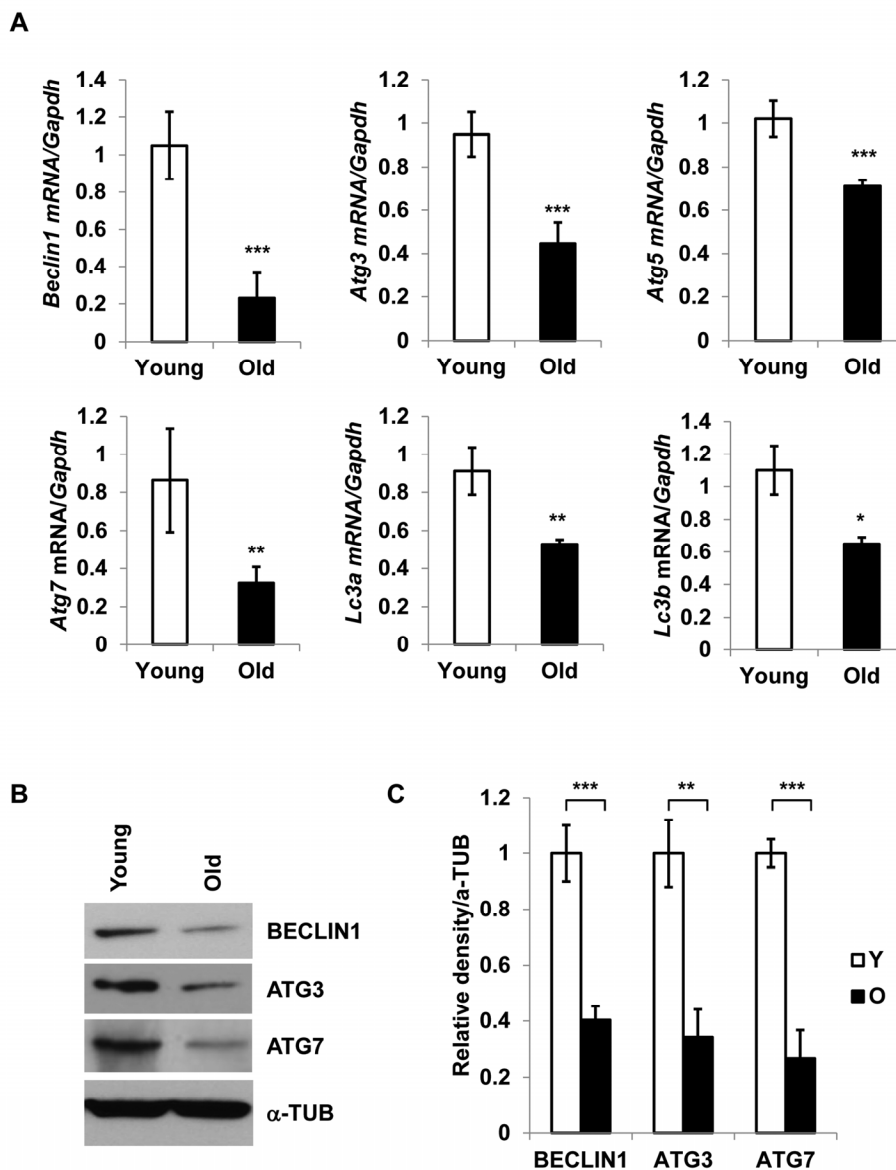 A
Beclin1 mRNA/Gapdh
1.4
1.2
1
0.8
0.6
0.4
0.2
0
***
Young Old
Atg3 mRNA/Gapdh
1.2
1
0.8
0.6
0.4
0.2
0
***
Young Old
Atg5 mRNA/Gapdh
1.2
1
0.8
0.6
0.4
0.2
0
***
Young Old
Atg7 mRNA/Gapdh
1.2
1
0.8
0.6
0.4
0.2
0
**
Young Old
Lc3a mRNA/Gapdh
1.2
1
0.8
0.6
0.4
0.2
0
**
Young Old
Lc3b mRNA/Gapdh
1.4
1.2
1
0.8
0.6
0.4
0.2
0
*
Young Old
B
Young Old
BECLIN1
ATG3
ATG7
α-TUB
C
Relative density/a-TUB
1.2
1
0.8
0.6
0.4
0.2
0
*** ** ***
Y
O
BECLIN1 ATG3 ATG7